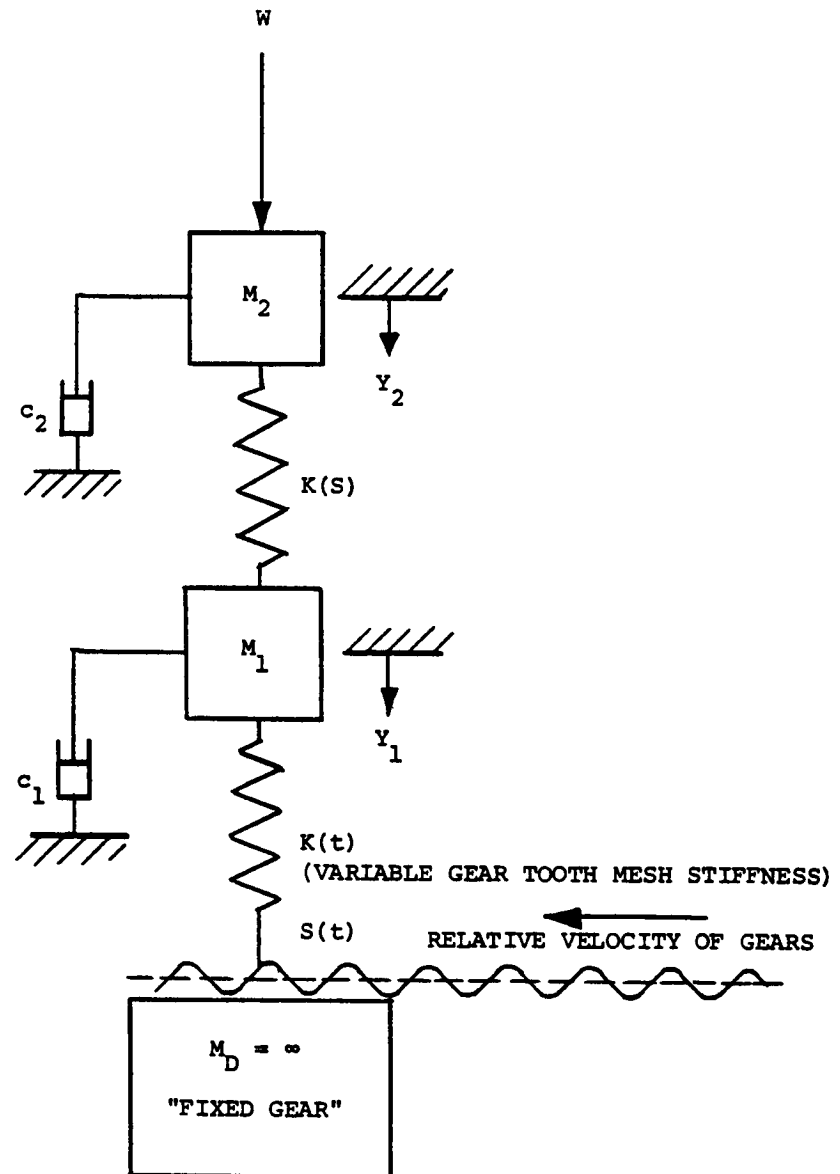 W
M2
Y2
c2
K(S)
M1
Y1
c1
K(t)
(VARIABLE GEAR TOOTH MESH STIFFNESS)
S(t)
RELATIVE VELOCITY OF GEARS
MD = ∞
"FIXED GEAR"